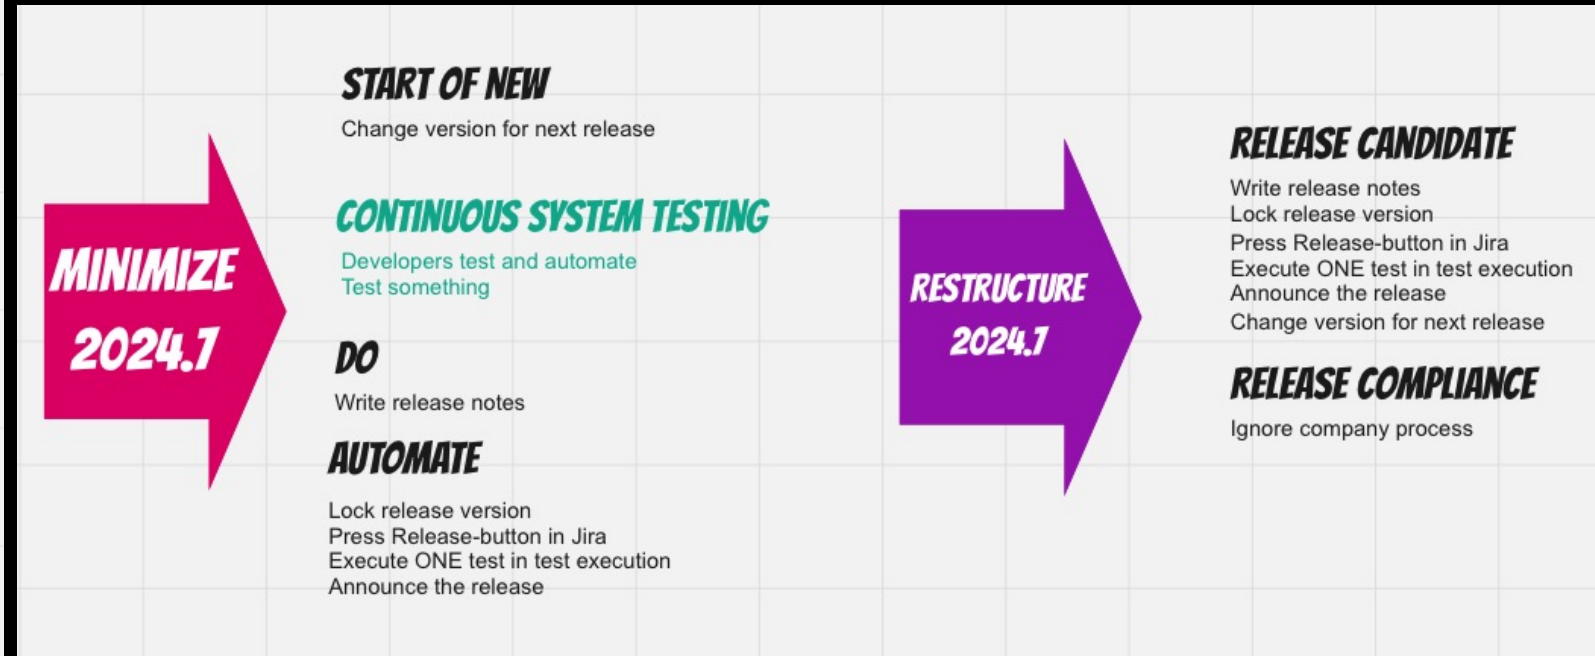 MINIMIZE
2024.7
START OF NEW
Change version for next release
CONTINUOUS SYSTEM TESTING
Developers test and automate
Test something
DO
Write release notes
AUTOMATE
Lock release version
Press Release-button in Jira
Execute ONE test in test execution
Announce the release
RESTRUCTURE
2024.7
RELEASE CANDIDATE
Write release notes
Lock release version
Press Release-button in Jira
Execute ONE test in test execution
Announce the release
Change version for next release
RELEASE COMPLIANCE
Ignore company process